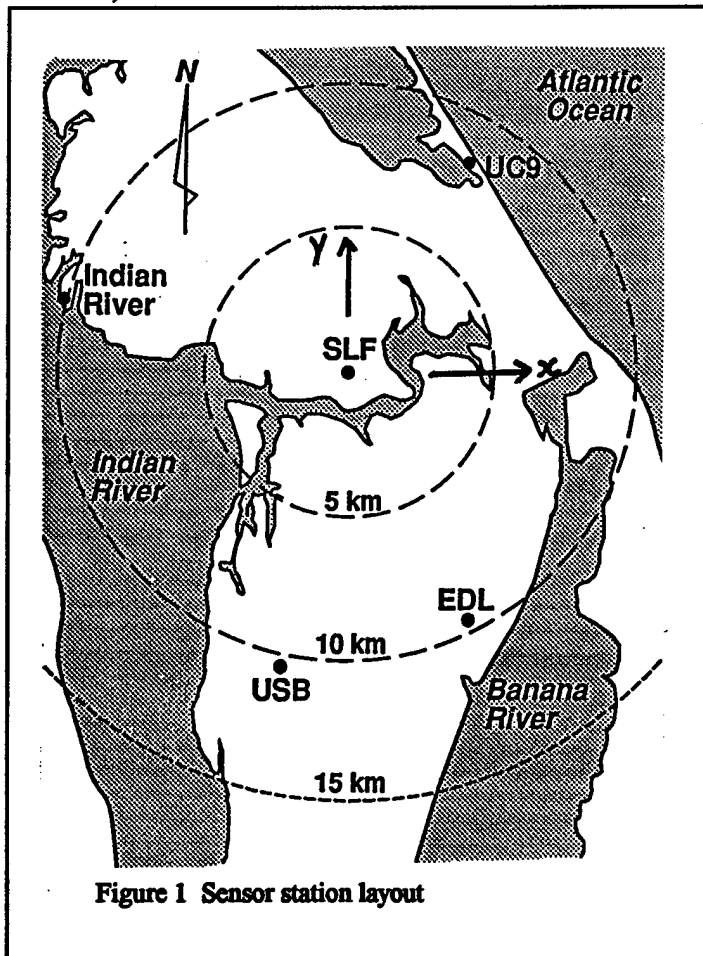 N
Atlantic
Ocean
UC9
Y
Indian
River
SLF
x
Indian
River
5 km
EDL
10 km
USB
Banana
River
15 km
Figure 1 Sensor station layout